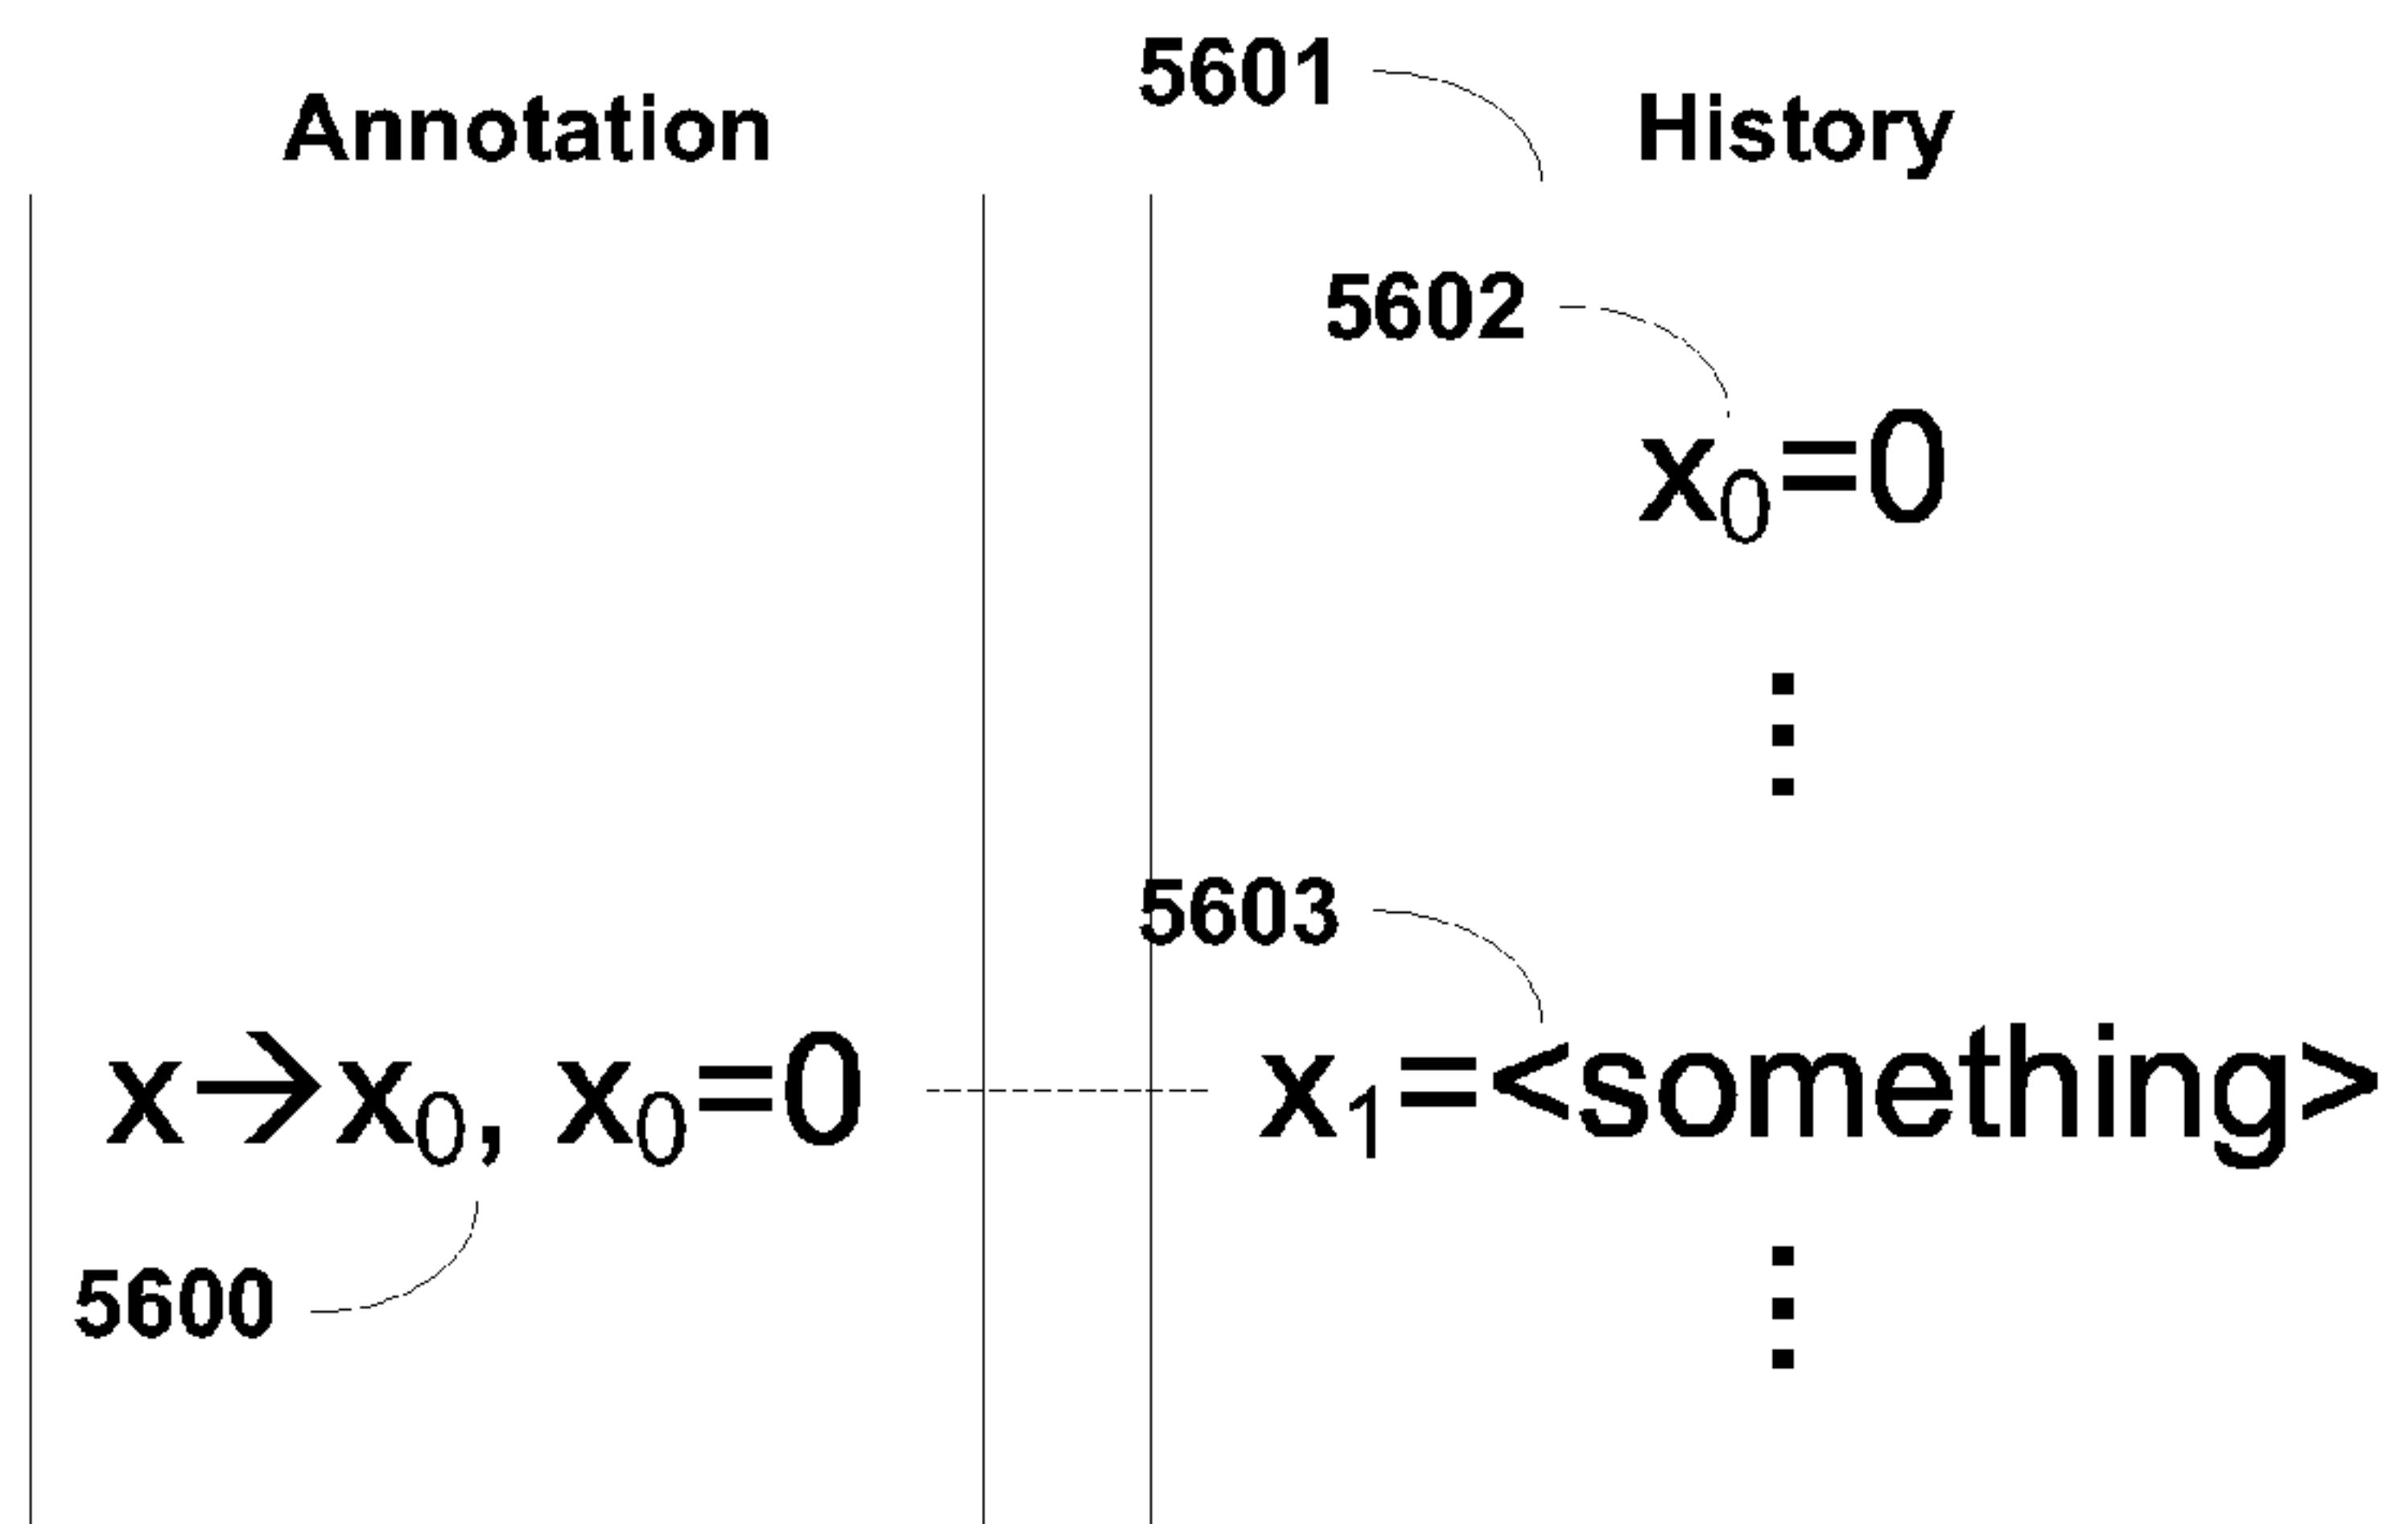 5601
Annotation
History
5602
x₀=0
⋮
5603
x→x₀, x₀=0
x₁=<something>
5600
⋮